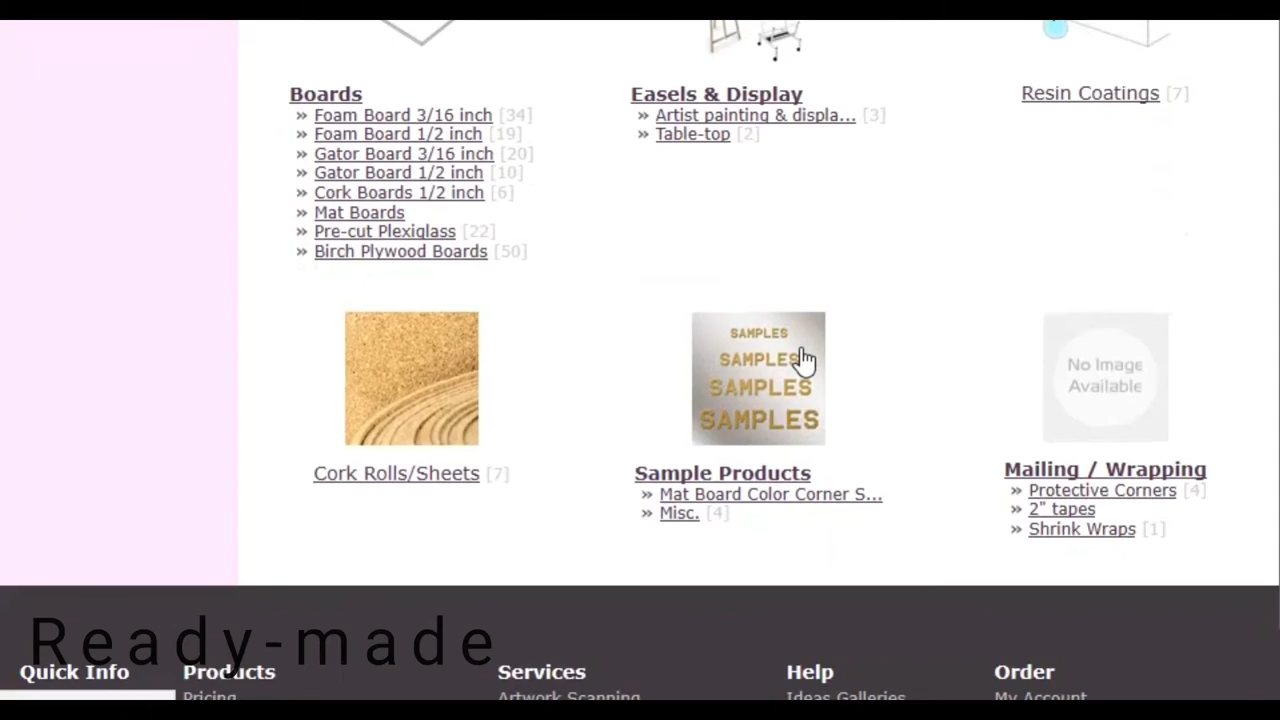 Boards
» Foam Board 3/16 inch [34]
» Foam Board 1/2 inch [19]
» Gator Board 3/16 inch [20]
» Gator Board 1/2 inch [10]
» Cork Boards 1/2 inch [6]
» Mat Boards
» Pre-cut Plexiglass [22]
» Birch Plywood Boards [50]
Easels & Display
» Artist painting & displa... [3]
» Table-top [2]
Resin Coatings [7]
Cork Rolls/Sheets [7]
SAMPLES
SAMPLES
SAMPLES
SAMPLES
Sample Products
» Mat Board Color Corner S...
» Misc. [4]
No Image
Available
Mailing / Wrapping
» Protective Corners [4]
» 2" tapes
» Shrink Wraps [1]
Ready-made
Quick Info
Products
Pricing
Services
Artwork Scanning
Help
Ideas Galleries
Order
My Account